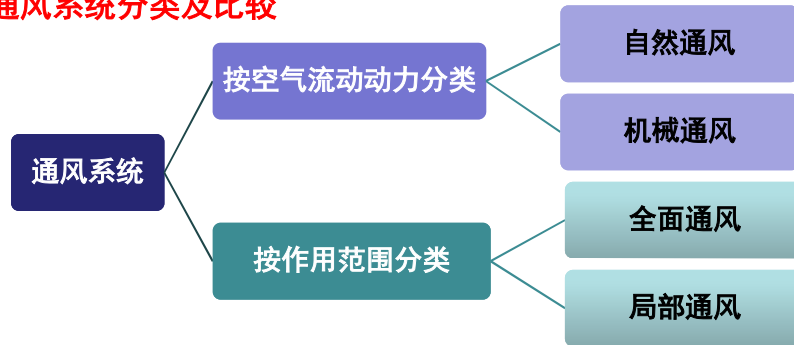 通风系统分类及比较
自然通风
按空气流动动力分类
机械通风
通风系统
全面通风
按作用范围分类
局部通风